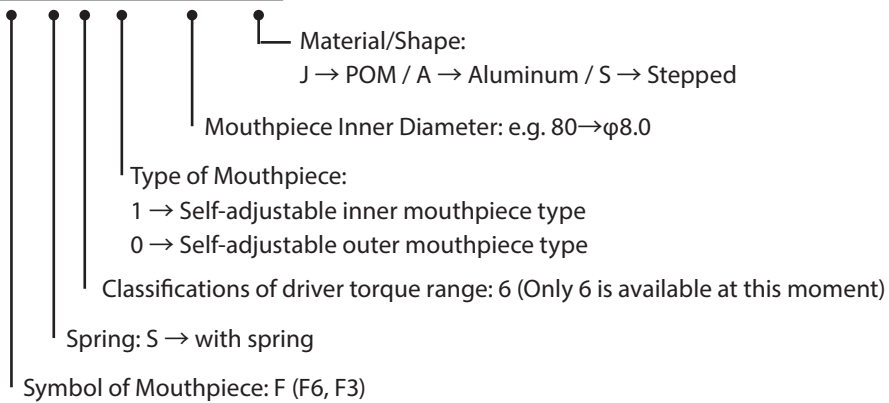 Material/Shape:
J → POM / A → Aluminum / S → Stepped
Mouthpiece Inner Diameter: e.g. 80→φ8.0
Type of Mouthpiece:
1 → Self-adjustable inner mouthpiece type
0 → Self-adjustable outer mouthpiece type
Classifications of driver torque range: 6 (Only 6 is available at this moment)
Spring: S → with spring
Symbol of Mouthpiece: F (F6, F3)